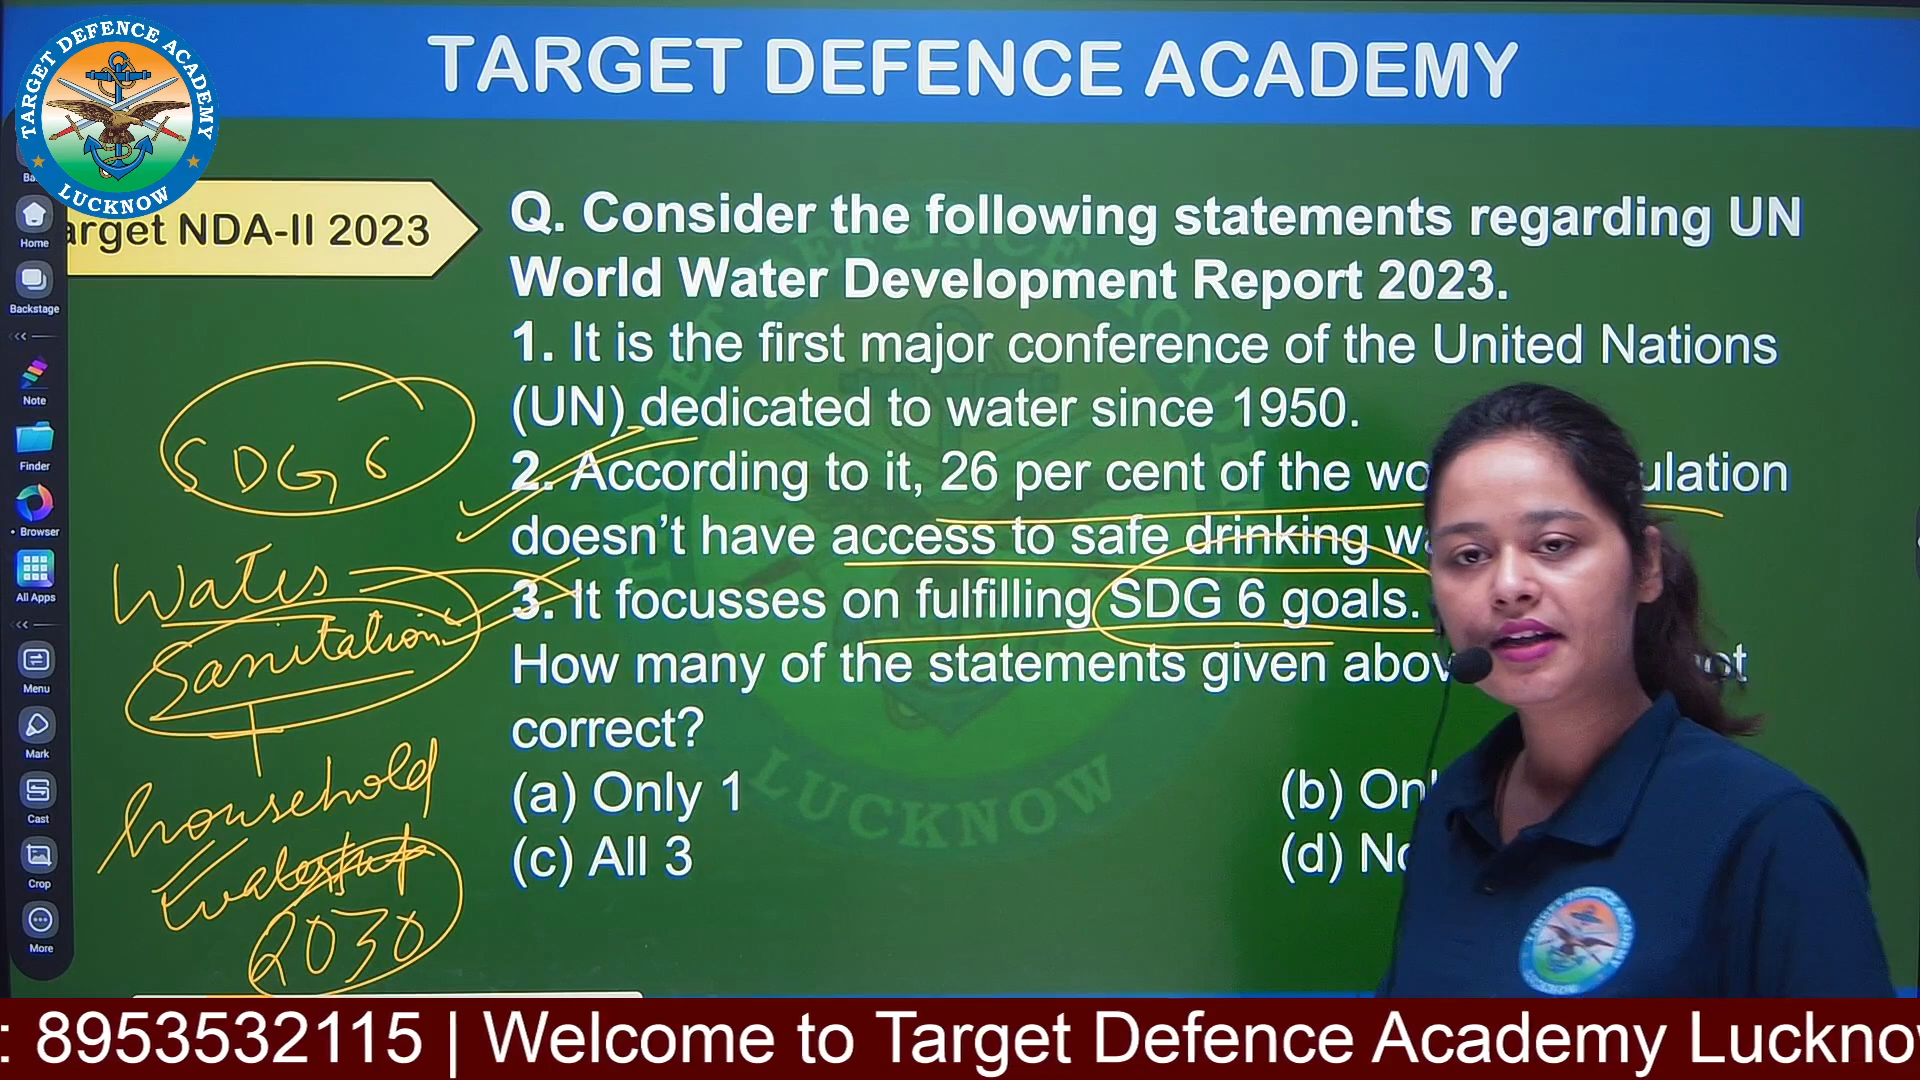 TARGET DEFENCE ACADEMY
TARGET DEFENCE ACADEMY
LUCKNOW
arget NDA-II 2023
Q. Consider the following statements regarding UN
World Water Development Report 2023.
1. It is the first major conference of the United Nations
(UN) dedicated to water since 1950.
2. According to it, 26 per cent of the wo ulation
doesn't have access to safe drinking wa
3. It focusses on fulfilling SDG 6 goals.
How many of the statements given abov ot
correct?
(a) Only 1
(b) Onl
(c) All 3
(d) No
SDG 6
Water
Sanitation
household
2030
Home
Backstage
Note
Finder
Browser
All Apps
Menu
Mark
Cast
Crop
More
LUCKNOW
: 8953532115 | Welcome to Target Defence Academy Luckno